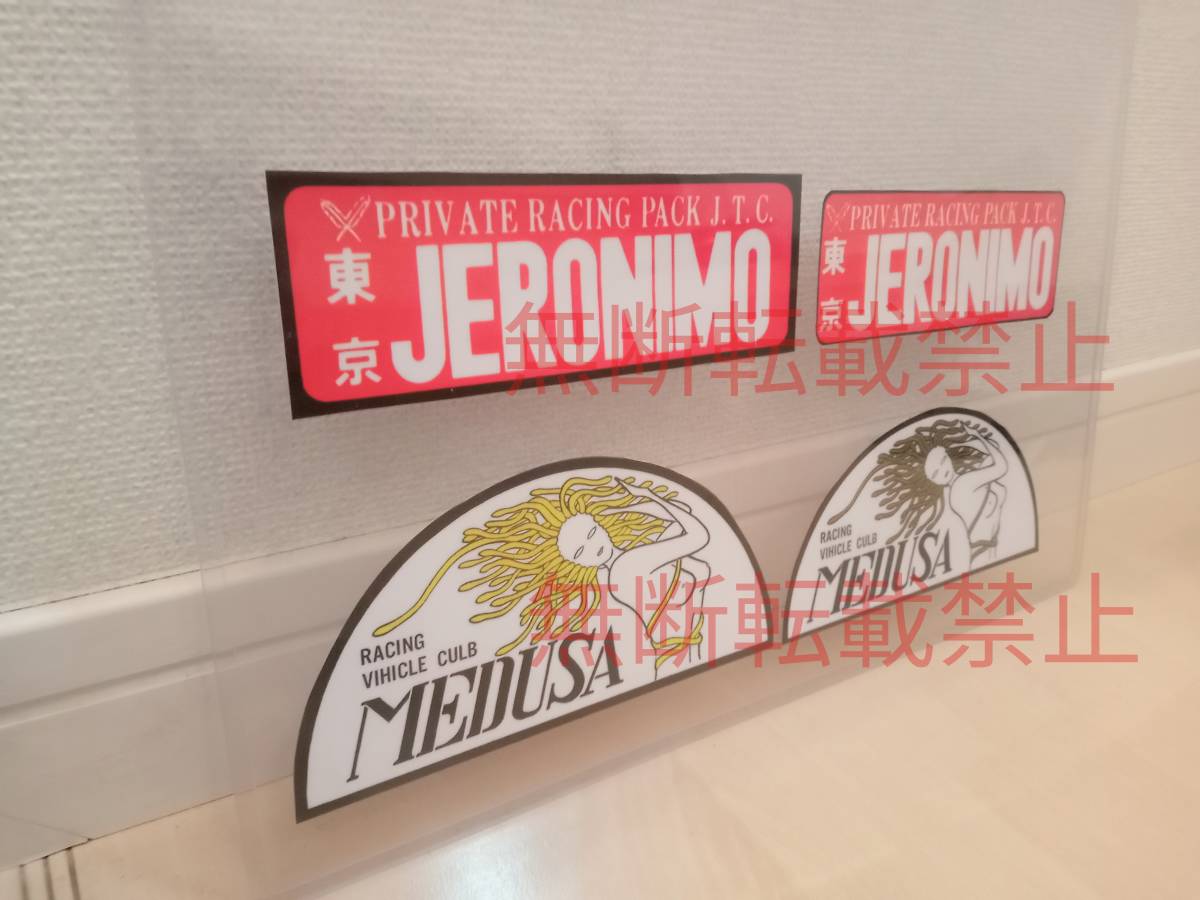 PRIVATE RACING PACK J.T.C.
東京
JERONIMO
PRIVATE RACING PACK J.T.C.
東京
JERONIMO
無断転載禁止
RACING
VIHICLE CULB
MEDUSA
RACING
VIHICLE CULB
MEDUSA
無断転載禁止